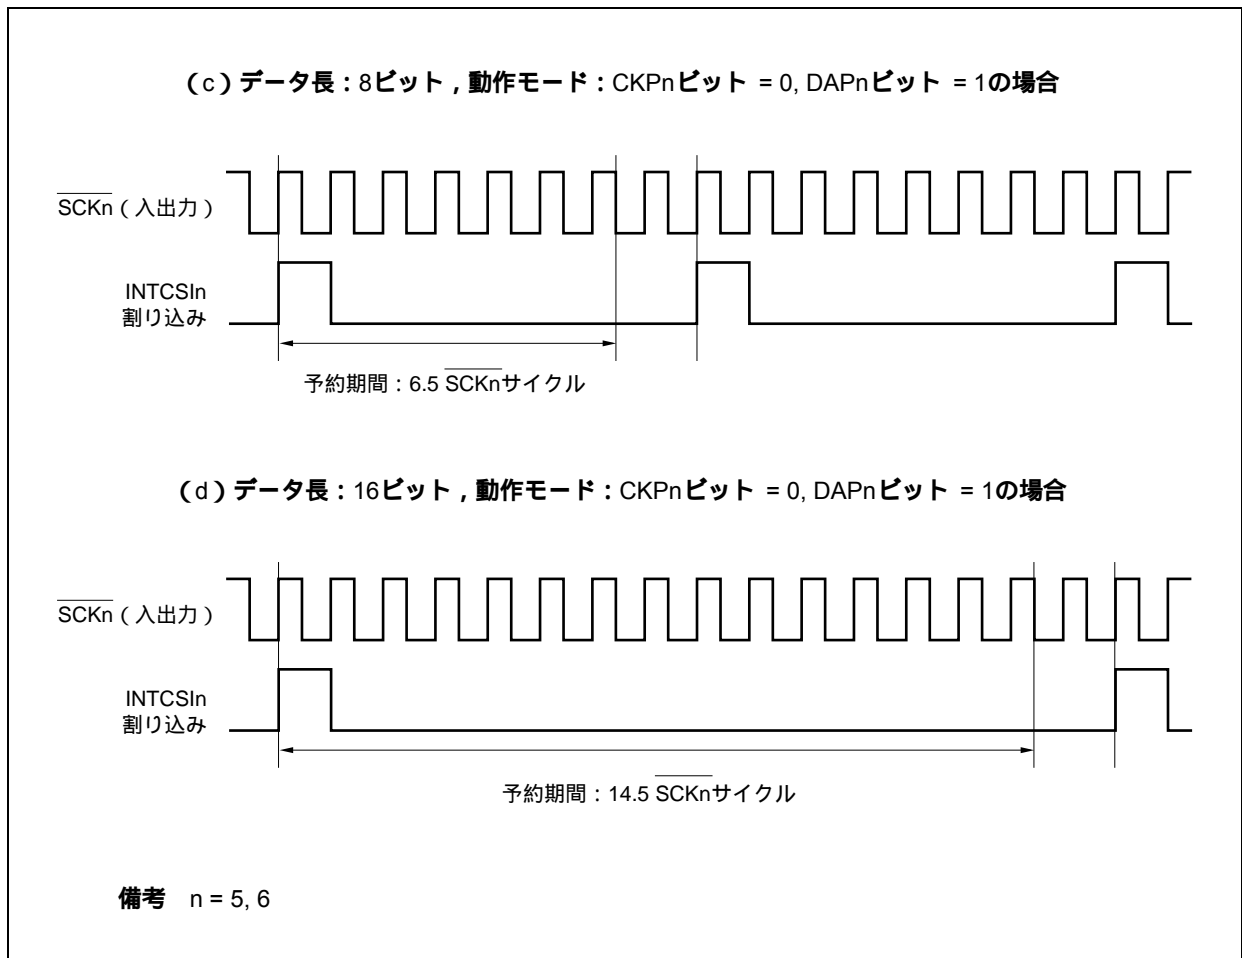 （c）データ長：8ビット，動作モード：CKPnビット = 0, DAPnビット = 1の場合
SCKn（入出力）
INTCSIn
割り込み
予約期間：6.5 SCKnサイクル
（d）データ長：16ビット，動作モード：CKPnビット = 0, DAPnビット = 1の場合
SCKn（入出力）
INTCSIn
割り込み
予約期間：14.5 SCKnサイクル
備考　n = 5, 6